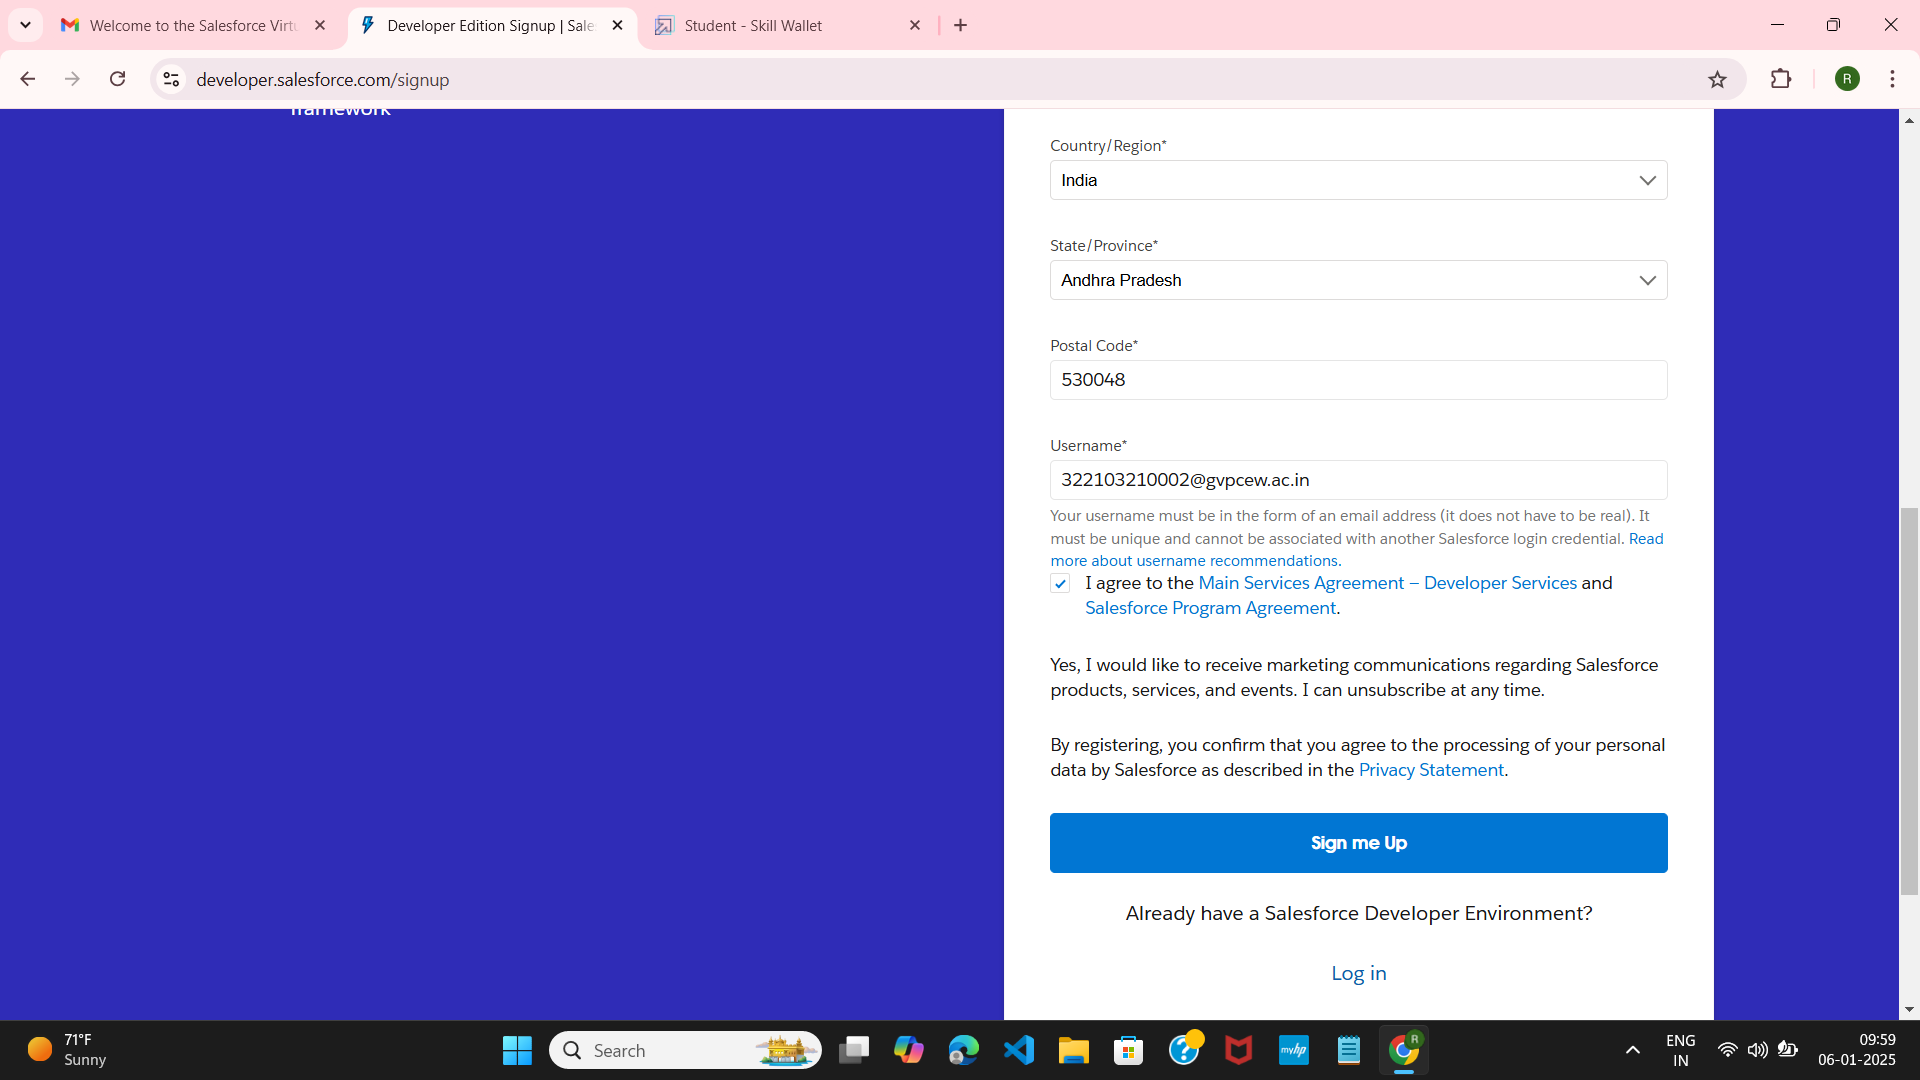 Welcome to the Salesforce Virtu
Developer Edition Signup | Sale
Student - Skill Wallet
developer.salesforce.com/signup
R
framework
Country/Region*
India
State/Province*
Andhra Pradesh
Postal Code*
530048
Username*
322103210002@gvpcew.ac.in
Your username must be in the form of an email address (it does not have to be real). It
must be unique and cannot be associated with another Salesforce login credential. Read
more about username recommendations.
I agree to the Main Services Agreement – Developer Services and
Salesforce Program Agreement.
Yes, I would like to receive marketing communications regarding Salesforce
products, services, and events. I can unsubscribe at any time.
By registering, you confirm that you agree to the processing of your personal
data by Salesforce as described in the Privacy Statement.
Sign me Up
Already have a Salesforce Developer Environment?
Log in
71°F
Sunny
Search
myhp
R
ENG
IN
09:59
06-01-2025